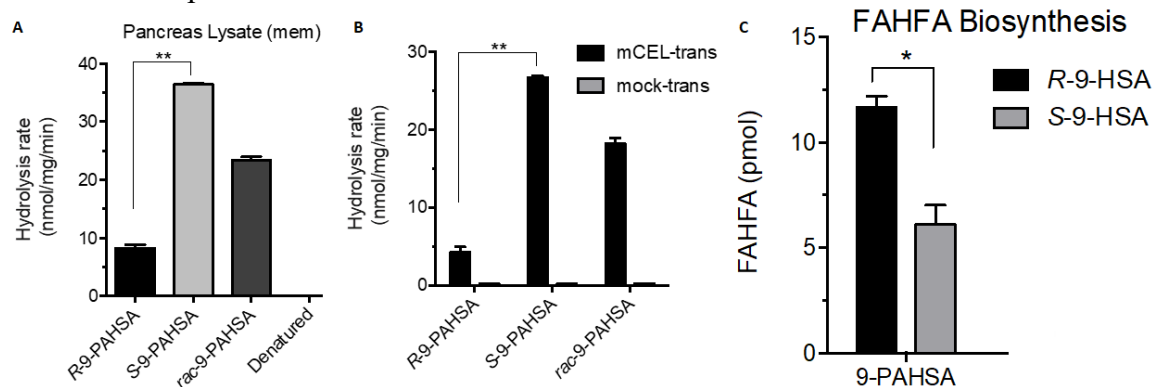 A
Pancreas Lysate (mem)
**
Hydrolysis rate
(nmol/mg/min)
40
30
20
10
0
R-9-PAHSA
S-9-PAHSA
rac-9-PAHSA
Denatured
B
**
mCEL-trans
mock-trans
Hydrolysis rate
(nmol/mg/min)
30
20
10
0
R-9-PAHSA
S-9-PAHSA
rac-9-PAHSA
C
FAHFA Biosynthesis
*
R-9-HSA
S-9-HSA
FAHFA (pmol)
15
10
5
0
9-PAHSA